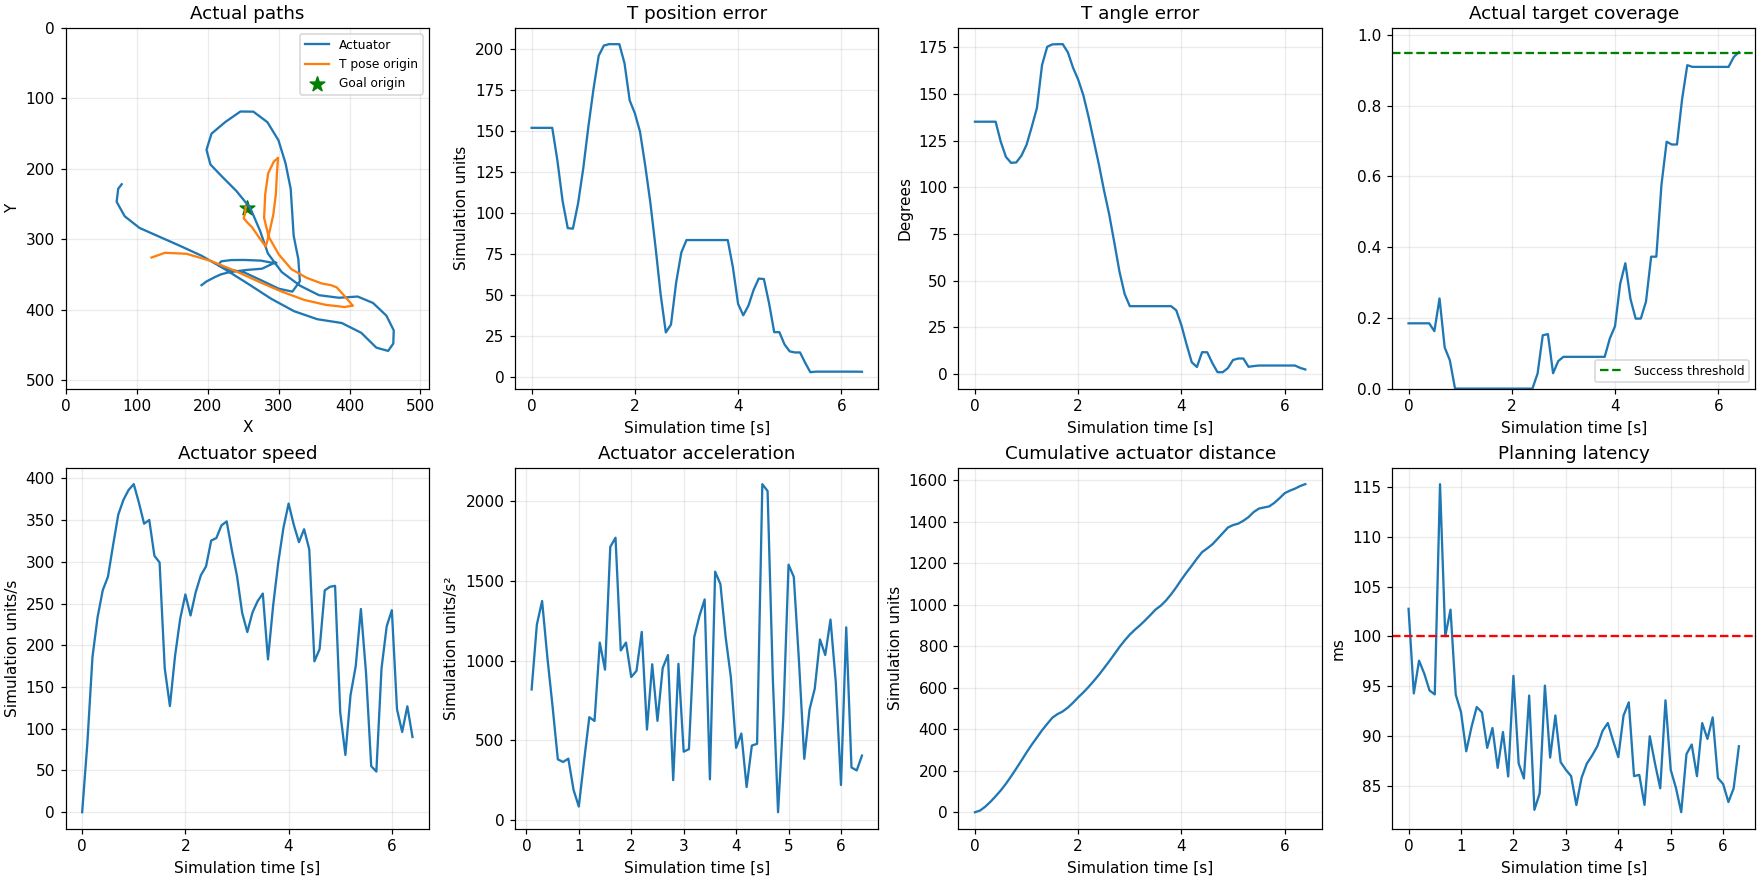 Actual paths
0
100
200
300
400
500
Y
0 100 200 300 400 500
X
Actuator
T pose origin
Goal origin
T position error
200
175
150
125
100
75
50
25
0
Simulation units
0 2 4 6
Simulation time [s]
T angle error
175
150
125
100
75
50
25
0
Degrees
0 2 4 6
Simulation time [s]
Actual target coverage
1.0
0.8
0.6
0.4
0.2
0.0
0 2 4 6
Simulation time [s]
Success threshold
Actuator speed
400
350
300
250
200
150
100
50
0
Simulation units/s
0 2 4 6
Simulation time [s]
Actuator acceleration
2000
1500
1000
500
0
Simulation units/s²
0 1 2 3 4 5 6
Simulation time [s]
Cumulative actuator distance
1600
1400
1200
1000
800
600
400
200
0
Simulation units
0 2 4 6
Simulation time [s]
Planning latency
115
110
105
100
95
90
85
ms
0 1 2 3 4 5 6
Simulation time [s]